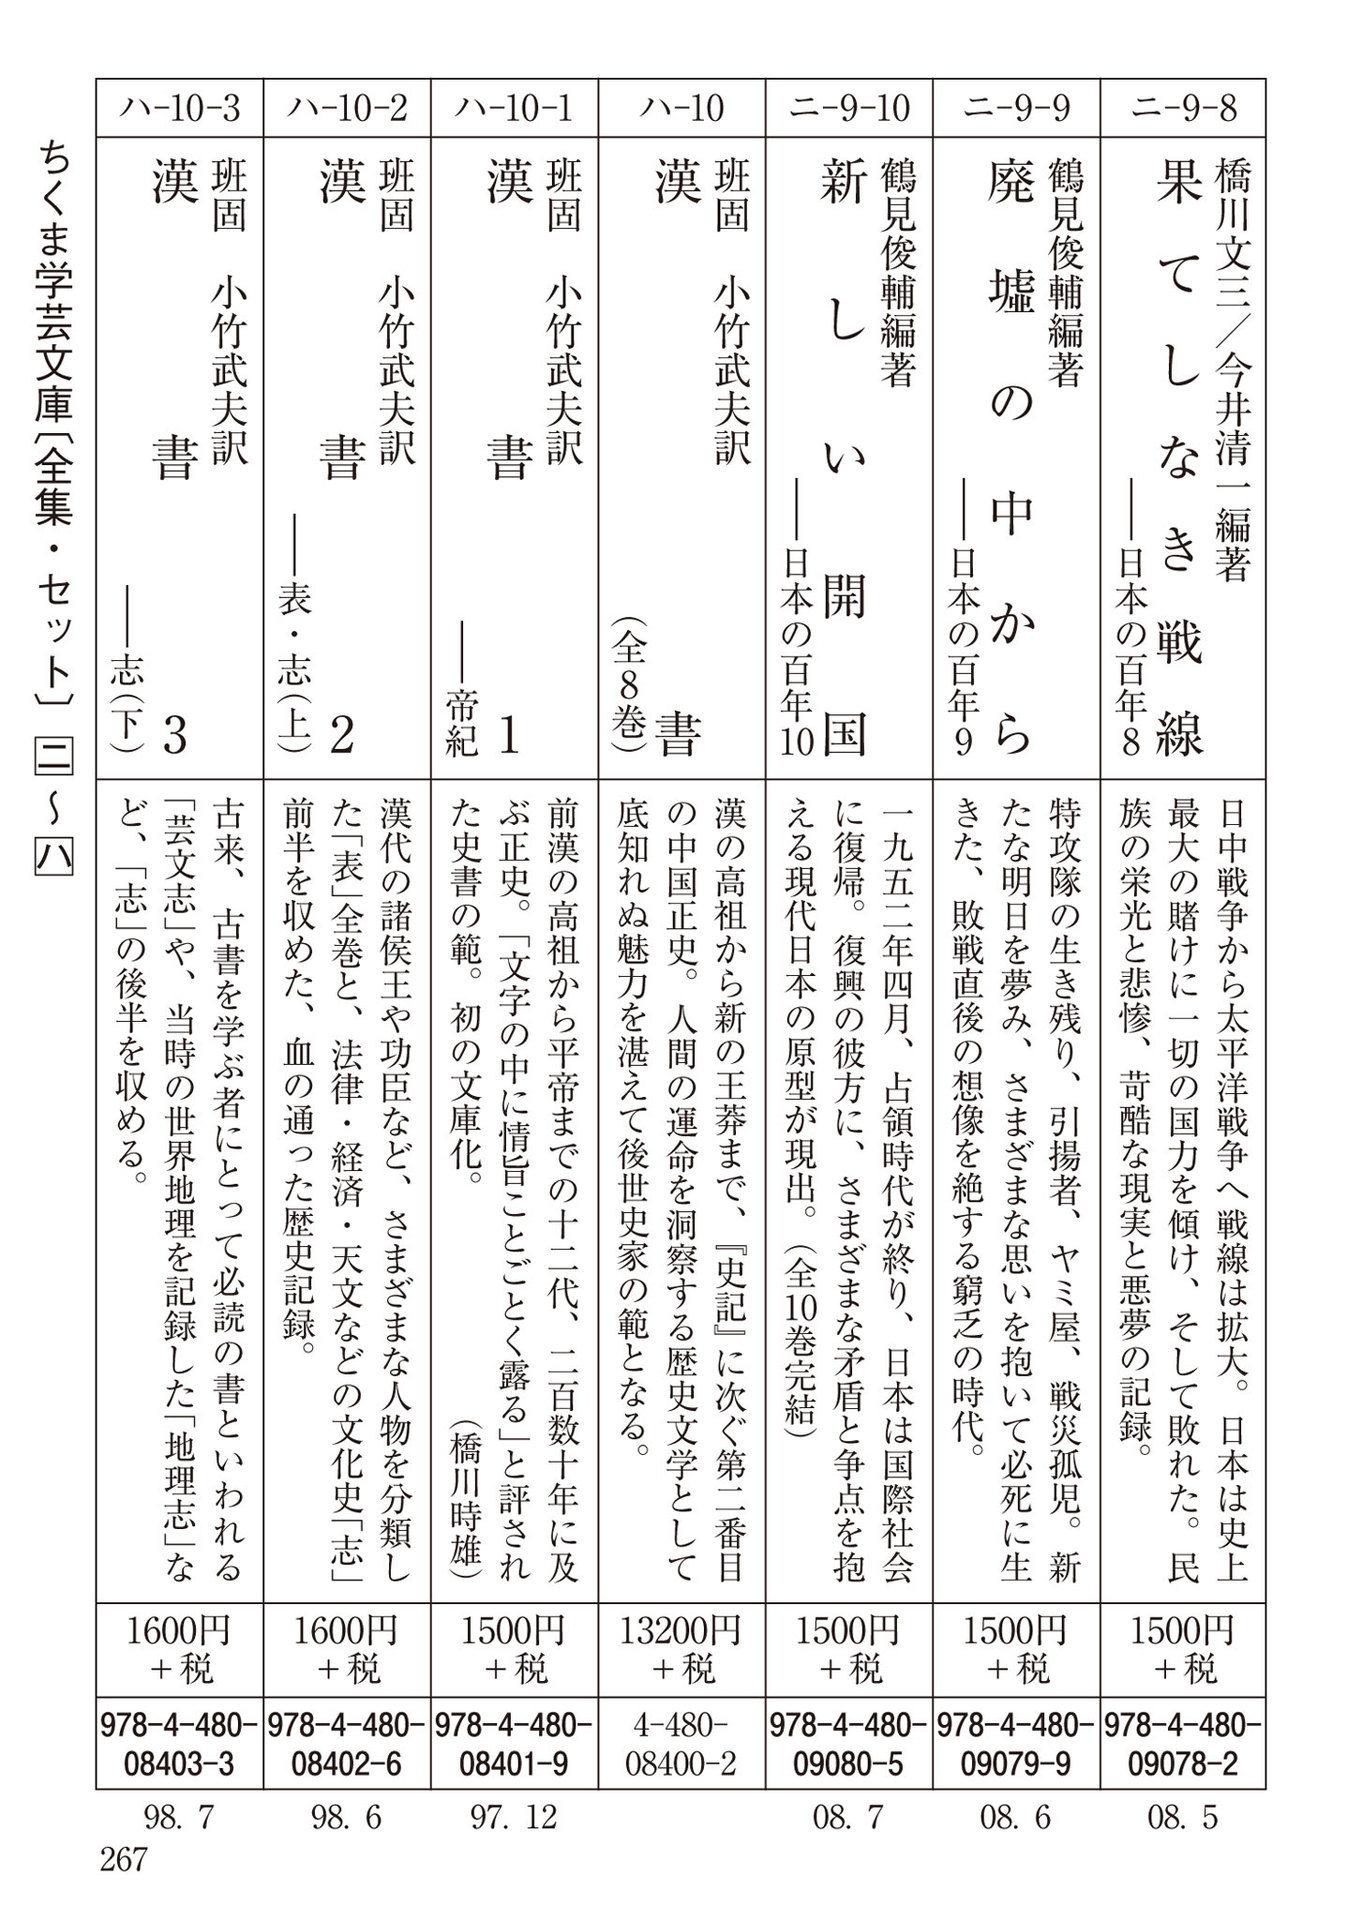 ニ-9-8
橋川文三／今井清一編著
果てしなき戦線
――日本の百年8
日中戦争から太平洋戦争へ戦線は拡大。日本は史上
最大の賭けに一切の国力を傾け、そして敗れた。民
族の栄光と悲惨、苛酷な現実と悪夢の記録。
1500円
＋税
978-4-480-
09078-2
08. 5
ニ-9-9
鶴見俊輔編著
廃墟の中から
――日本の百年9
特攻隊の生き残り、引揚者、ヤミ屋、戦災孤児。新
たな明日を夢み、さまざまな思いを抱いて必死に生
きた、敗戦直後の想像を絶する窮乏の時代。
1500円
＋税
978-4-480-
09079-9
08. 6
ニ-9-10
鶴見俊輔編著
新しい開国
――日本の百年10
一九五二年四月、占領時代が終り、日本は国際社会
に復帰。復興の彼方に、さまざまな矛盾と争点を抱
える現代日本の原型が現出。（全10巻完結）
1500円
＋税
978-4-480-
09080-5
08. 7
ハ-10
班固　小竹武夫訳
漢書
（全8巻）
漢の高祖から新の王莽まで、『史記』に次ぐ第二番目
の中国正史。人間の運命を洞察する歴史文学として
底知れぬ魅力を湛えて後世史家の範となる。
13200円
＋税
4-480-
08400-2
ハ-10-1
班固　小竹武夫訳
漢書1
――帝紀
前漢の高祖から平帝までの十二代、二百数十年に及
ぶ正史。「文字の中に情旨ことごとく露る」と評され
た史書の範。初の文庫化。（橋川時雄）
1500円
＋税
978-4-480-
08401-9
97. 12
ハ-10-2
班固　小竹武夫訳
漢書2
――表・志（上）
漢代の諸侯王や功臣など、さまざまな人物を分類し
た「表」全巻と、法律・経済・天文などの文化史「志」
前半を収めた、血の通った歴史記録。
1600円
＋税
978-4-480-
08402-6
98. 6
ハ-10-3
班固　小竹武夫訳
漢書3
――志（下）
古来、古書を学ぶ者にとって必読の書といわれる
「芸文志」や、当時の世界地理を記録した「地理志」な
ど、「志」の後半を収める。
1600円
＋税
978-4-480-
08403-3
98. 7
ちくま学芸文庫〔全集・セット〕ニ〜ハ
267